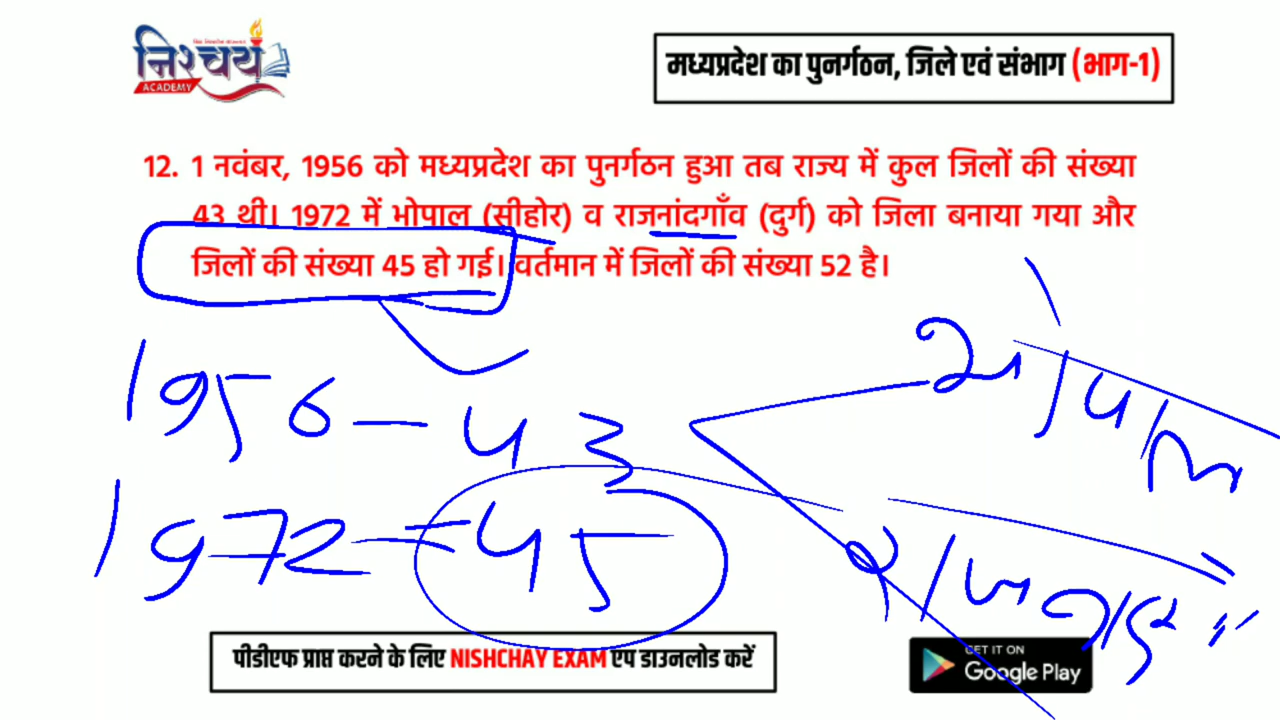 निश्चय
ACADEMY
मध्यप्रदेश का पुनर्गठन, जिले एवं संभाग (भाग-1)
12. 1 नवंबर, 1956 को मध्यप्रदेश का पुनर्गठन हुआ तब राज्य में कुल जिलों की संख्या
43 थी। 1972 में भोपाल (सीहोर) व राजनांदगाँव (दुर्ग) को जिला बनाया गया और
जिलों की संख्या 45 हो गई। वर्तमान में जिलों की संख्या 52 है।
1956 - 43
भोपाल
1972 = 45
पीडीएफ प्राप्त करने के लिए NISHCHAY EXAM एप डाउनलोड करें
GET IT ON
Google Play